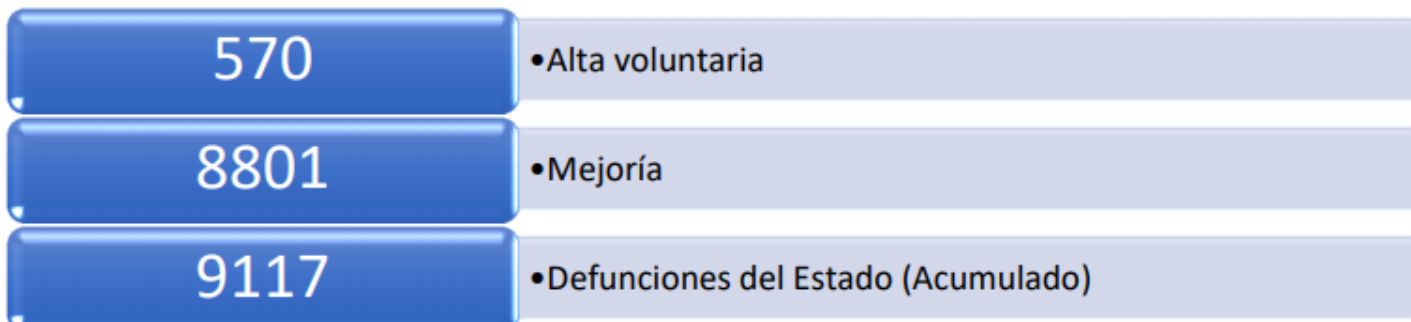 570 •Alta voluntaria
8801 •Mejoría
9117 •Defunciones del Estado (Acumulado)